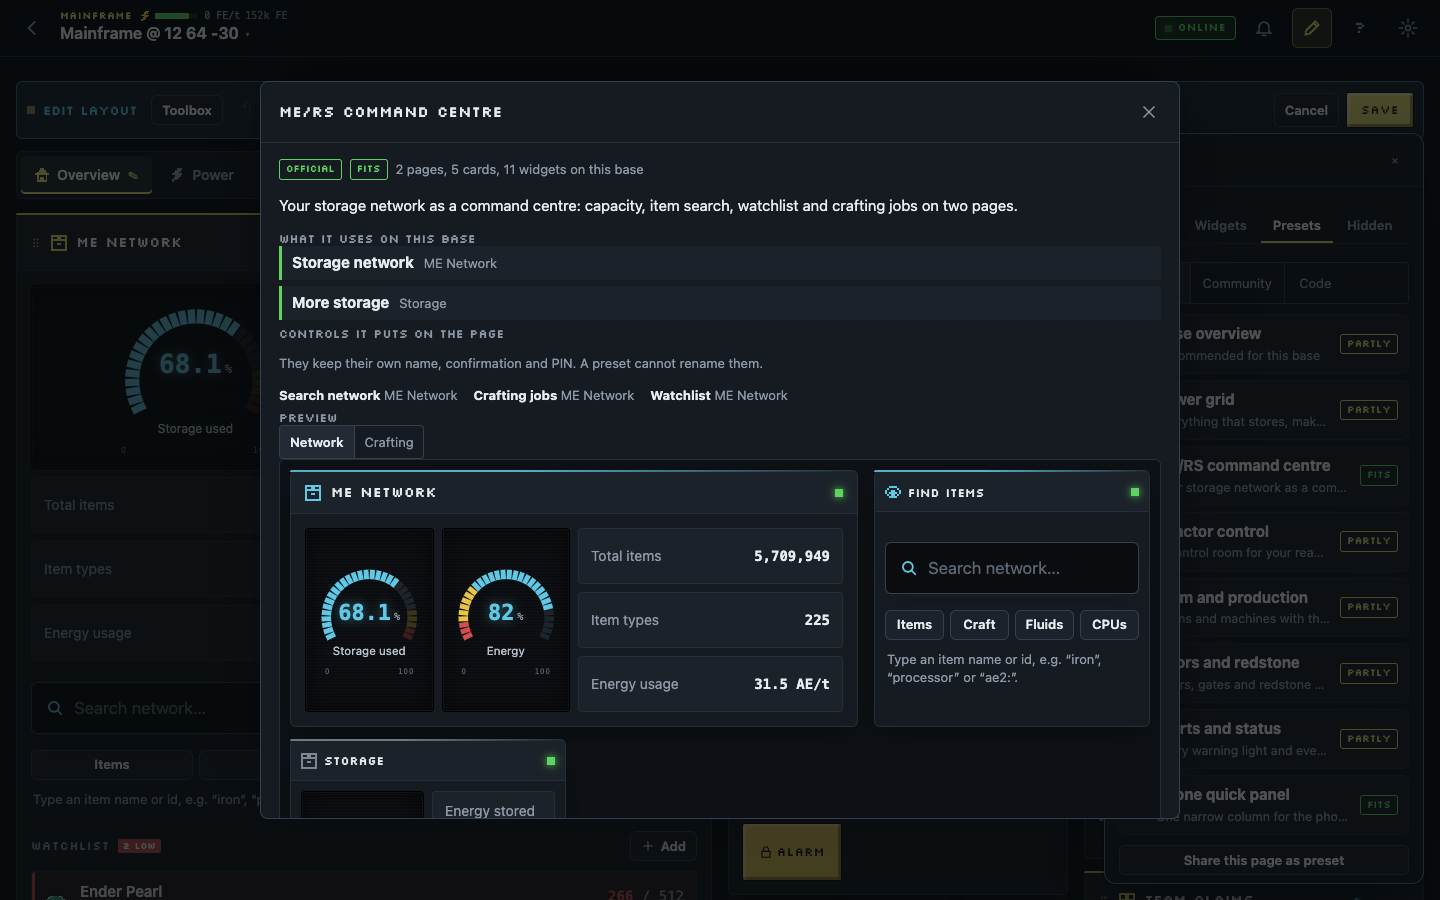 MAINFRAME 0 FE/t 152k FE
Mainframe @ 12 64 -30
ONLINE
?
EDIT LAYOUT
Toolbox
Cancel
SAVE
Overview
Power
ME NETWORK
68.1%
Storage used
0
Total items
Item types
Energy usage
Search network...
Items
Type an item name or id, e.g. “iron”,
WATCHLIST 2 LOW
Add
Ender Pearl
266 / 512
ALARM
ME/RS COMMAND CENTRE
OFFICIAL FITS 2 pages, 5 cards, 11 widgets on this base
Your storage network as a command centre: capacity, item search, watchlist and crafting jobs on two pages.
WHAT IT USES ON THIS BASE
Storage network ME Network
More storage Storage
CONTROLS IT PUTS ON THE PAGE
They keep their own name, confirmation and PIN. A preset cannot rename them.
Search network ME Network Crafting jobs ME Network Watchlist ME Network
PREVIEW
Network Crafting
ME NETWORK
68.1%
Storage used
0 100
82%
Energy
0 100
Total items 5,709,949
Item types 225
Energy usage 31.5 AE/t
FIND ITEMS
Search network...
Items Craft Fluids CPUs
Type an item name or id, e.g. “iron”,
“processor” or “ae2:”.
STORAGE
Energy stored
Widgets Presets Hidden
Community Code
overview
commended for this base
PARTLY
grid
everything that stores, mak...
PARTLY
/RS command centre
storage network as a com...
FITS
control
room for your rea...
PARTLY
and production
and machines with th...
PARTLY
and redstone
gates and redstone ...
PARTLY
and status
warning light and eve...
PARTLY
quick panel
One narrow column for the pho...
FITS
Share this page as preset
TEAM CLAIMS